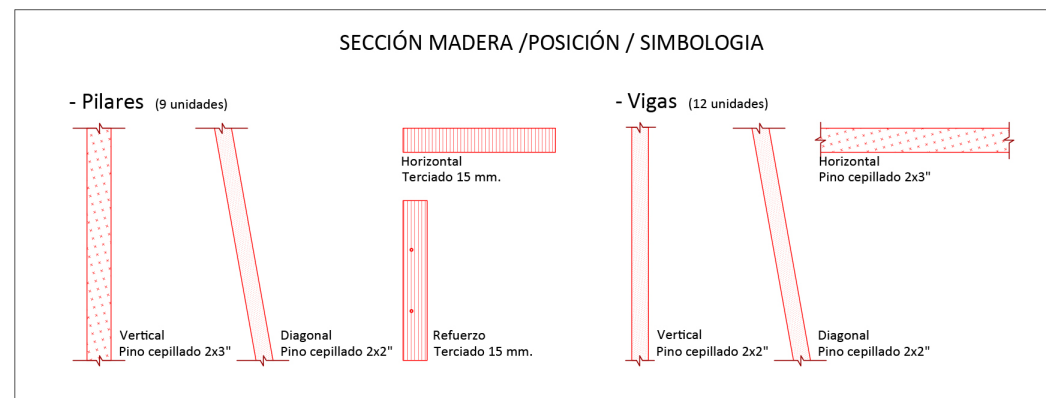 SECCIÓN MADERA /POSICIÓN / SIMBOLOGIA
- Pilares (9 unidades)
Horizontal
Terciado 15 mm.
Vertical
Pino cepillado 2x3"
Diagonal
Pino cepillado 2x2"
Refuerzo
Terciado 15 mm.
- Vigas (12 unidades)
Horizontal
Pino cepillado 2x3"
Vertical
Pino cepillado 2x2"
Diagonal
Pino cepillado 2x2"